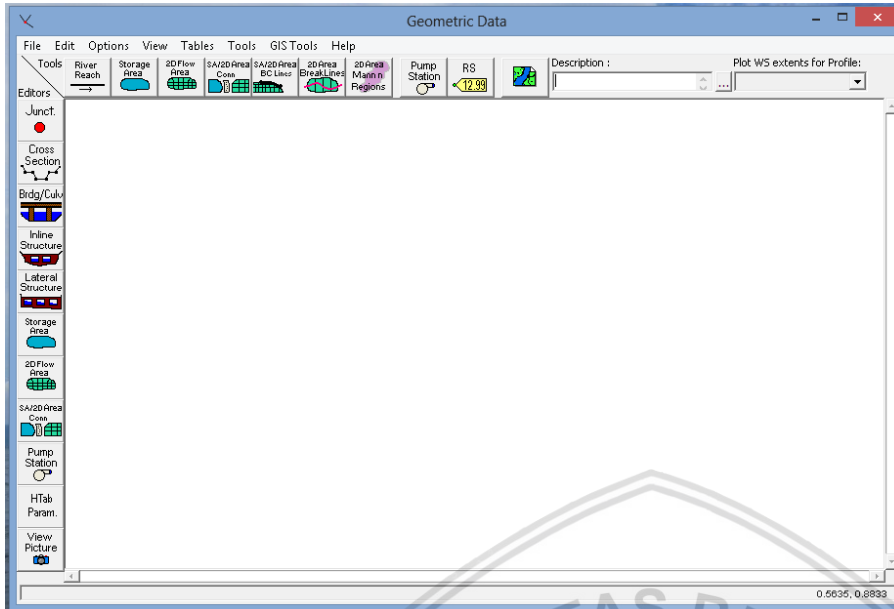 Geometric Data
File Edit Options View Tables Tools GIS Tools Help
Tools
Editors
River Reach
Storage Area
2D Flow Area
SA/2D Area Conn
SA/2D Area BC Lines
2D Area BreakLines
2D Area Mann n Regions
Pump Station
RS
12.99
Description :
...
Plot WS extents for Profile:
Junct.
Cross Section
Brdg/Culv
Inline Structure
Lateral Structure
Storage Area
2D Flow Area
SA/2D Area Conn
Pump Station
HTab Param.
View Picture
0.5635, 0.8833